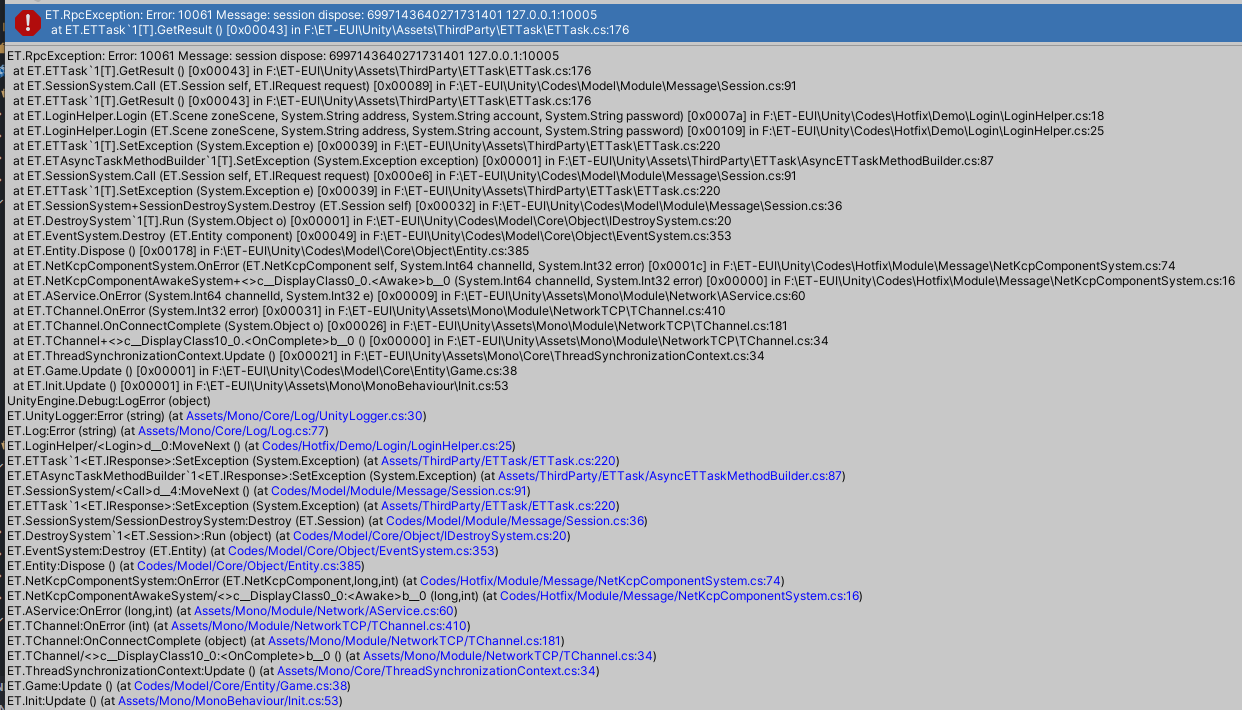 ET.RpcException: Error: 10061 Message: session dispose: 6997143640271731401 127.0.0.1:10005
at ET.ETTask`1[T].GetResult () [0x00043] in F:\ET-EUI\Unity\Assets\ThirdParty\ETTask\ETTask.cs:176
ET.RpcException: Error: 10061 Message: session dispose: 6997143640271731401 127.0.0.1:10005
at ET.ETTask`1[T].GetResult () [0x00043] in F:\ET-EUI\Unity\Assets\ThirdParty\ETTask\ETTask.cs:176
at ET.SessionSystem.Call (ET.Session self, ET.IRequest request) [0x00089] in F:\ET-EUI\Unity\Codes\Model\Module\Message\Session.cs:91
at ET.ETTask`1[T].GetResult () [0x00043] in F:\ET-EUI\Unity\Assets\ThirdParty\ETTask\ETTask.cs:176
at ET.LoginHelper.Login (ET.Scene zoneScene, System.String address, System.String account, System.String password) [0x0007a] in F:\ET-EUI\Unity\Codes\Hotfix\Demo\Login\LoginHelper.cs:18
at ET.LoginHelper.Login (ET.Scene zoneScene, System.String address, System.String account, System.String password) [0x00109] in F:\ET-EUI\Unity\Codes\Hotfix\Demo\Login\LoginHelper.cs:25
at ET.ETTask`1[T].SetException (System.Exception e) [0x00039] in F:\ET-EUI\Unity\Assets\ThirdParty\ETTask\ETTask.cs:220
at ET.ETAsyncTaskMethodBuilder`1[T].SetException (System.Exception exception) [0x00001] in F:\ET-EUI\Unity\Assets\ThirdParty\ETTask\AsyncETTaskMethodBuilder.cs:87
at ET.SessionSystem.Call (ET.Session self, ET.IRequest request) [0x000e6] in F:\ET-EUI\Unity\Codes\Model\Module\Message\Session.cs:91
at ET.ETTask`1[T].SetException (System.Exception e) [0x00039] in F:\ET-EUI\Unity\Assets\ThirdParty\ETTask\ETTask.cs:220
at ET.SessionSystem+SessionDestroySystem.Destroy (ET.Session self) [0x00032] in F:\ET-EUI\Unity\Codes\Model\Module\Message\Session.cs:36
at ET.DestroySystem`1[T].Run (System.Object o) [0x00001] in F:\ET-EUI\Unity\Codes\Model\Core\Object\IDestroySystem.cs:20
at ET.EventSystem.Destroy (ET.Entity component) [0x00049] in F:\ET-EUI\Unity\Codes\Model\Core\Object\EventSystem.cs:353
at ET.Entity.Dispose () [0x00178] in F:\ET-EUI\Unity\Codes\Model\Core\Object\Entity.cs:385
at ET.NetKcpComponentSystem.OnError (ET.NetKcpComponent self, System.Int64 channelId, System.Int32 error) [0x0001c] in F:\ET-EUI\Unity\Codes\Hotfix\Module\Message\NetKcpComponentSystem.cs:74
at ET.NetKcpComponentAwakeSystem+<>c__DisplayClass0_0.<Awake>b__0 (System.Int64 channelId, System.Int32 error) [0x00000] in F:\ET-EUI\Unity\Codes\Hotfix\Module\Message\NetKcpComponentSystem.cs:16
at ET.AService.OnError (System.Int64 channelId, System.Int32 e) [0x00009] in F:\ET-EUI\Unity\Assets\Mono\Module\Network\AService.cs:60
at ET.TChannel.OnError (System.Int32 error) [0x00031] in F:\ET-EUI\Unity\Assets\Mono\Module\NetworkTCP\TChannel.cs:410
at ET.TChannel.OnConnectComplete (System.Object o) [0x00026] in F:\ET-EUI\Unity\Assets\Mono\Module\NetworkTCP\TChannel.cs:181
at ET.TChannel+<>c__DisplayClass10_0.<OnComplete>b__0 () [0x00000] in F:\ET-EUI\Unity\Assets\Mono\Module\NetworkTCP\TChannel.cs:34
at ET.ThreadSynchronizationContext.Update () [0x00021] in F:\ET-EUI\Unity\Assets\Mono\Core\ThreadSynchronizationContext.cs:34
at ET.Game.Update () [0x00001] in F:\ET-EUI\Unity\Codes\Model\Core\Entity\Game.cs:38
at ET.Init.Update () [0x00001] in F:\ET-EUI\Unity\Assets\Mono\MonoBehaviour\Init.cs:53
UnityEngine.Debug:LogError (object)
ET.UnityLogger:Error (string) (at Assets/Mono/Core/Log/UnityLogger.cs:30)
ET.Log:Error (string) (at Assets/Mono/Core/Log/Log.cs:77)
ET.LoginHelper/<Login>d__0:MoveNext () (at Codes/Hotfix/Demo/Login/LoginHelper.cs:25)
ET.ETTask`1<ET.IResponse>:SetException (System.Exception) (at Assets/ThirdParty/ETTask/ETTask.cs:220)
ET.ETAsyncTaskMethodBuilder`1<ET.IResponse>:SetException (System.Exception) (at Assets/ThirdParty/ETTask/AsyncETTaskMethodBuilder.cs:87)
ET.SessionSystem/<Call>d__4:MoveNext () (at Codes/Model/Module/Message/Session.cs:91)
ET.ETTask`1<ET.IResponse>:SetException (System.Exception) (at Assets/ThirdParty/ETTask/ETTask.cs:220)
ET.SessionSystem/SessionDestroySystem:Destroy (ET.Session) (at Codes/Model/Module/Message/Session.cs:36)
ET.DestroySystem`1<ET.Session>:Run (object) (at Codes/Model/Core/Object/IDestroySystem.cs:20)
ET.EventSystem:Destroy (ET.Entity) (at Codes/Model/Core/Object/EventSystem.cs:353)
ET.Entity:Dispose () (at Codes/Model/Core/Object/Entity.cs:385)
ET.NetKcpComponentSystem:OnError (ET.NetKcpComponent,long,int) (at Codes/Hotfix/Module/Message/NetKcpComponentSystem.cs:74)
ET.NetKcpComponentAwakeSystem/<>c__DisplayClass0_0:<Awake>b__0 (long,int) (at Codes/Hotfix/Module/Message/NetKcpComponentSystem.cs:16)
ET.AService:OnError (long,int) (at Assets/Mono/Module/Network/AService.cs:60)
ET.TChannel:OnError (int) (at Assets/Mono/Module/NetworkTCP/TChannel.cs:410)
ET.TChannel:OnConnectComplete (object) (at Assets/Mono/Module/NetworkTCP/TChannel.cs:181)
ET.TChannel/<>c__DisplayClass10_0:<OnComplete>b__0 () (at Assets/Mono/Module/NetworkTCP/TChannel.cs:34)
ET.ThreadSynchronizationContext:Update () (at Assets/Mono/Core/ThreadSynchronizationContext.cs:34)
ET.Game:Update () (at Codes/Model/Core/Entity/Game.cs:38)
ET.Init:Update () (at Assets/Mono/MonoBehaviour/Init.cs:53)